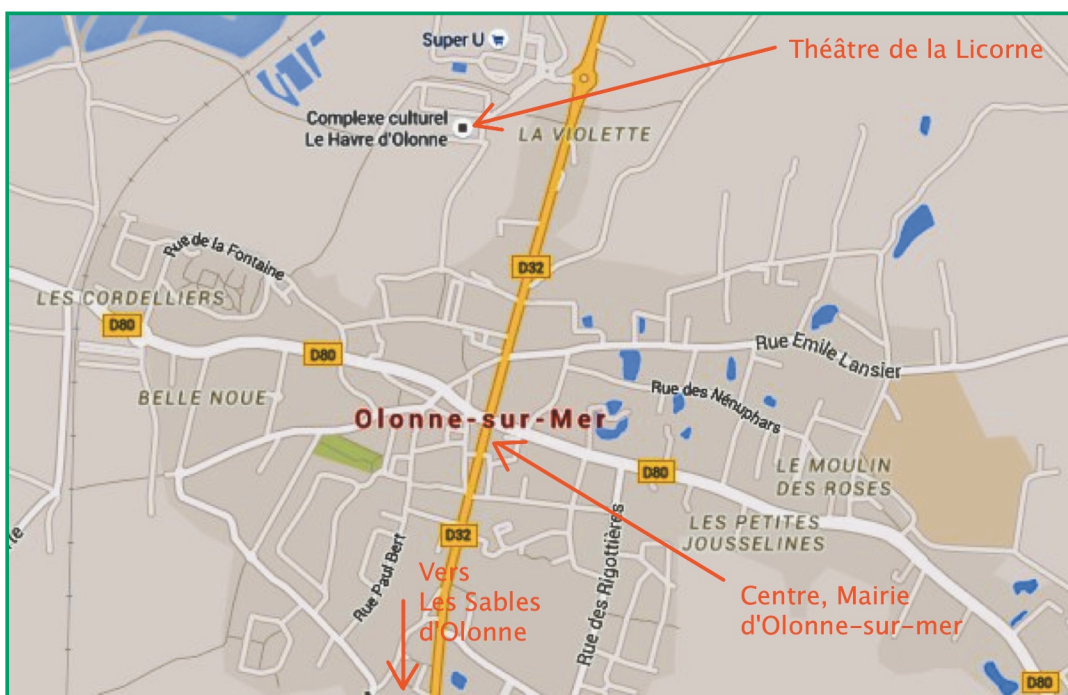 Super U
Théâtre de la Licorne
Complexe culturel
Le Havre d'Olonne
LA VIOLETTE
Rue de la Fontaine
D32
LES CORDELLIERS
D80
D80
Rue Emile Lansier
BELLE NOUE
Rue des Nénuphars
Olonne-sur-Mer
D80
LE MOULIN
DES ROSES
LES PETITES
JOUSSELINES
D32
Rue Paul Bert
Rue des Rigottières
Vers
Les Sables
d'Olonne
Centre, Mairie
d'Olonne-sur-mer
D80